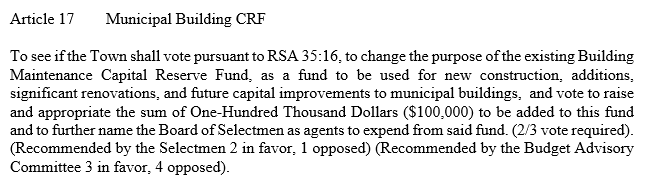 Article 17 Municipal Building CRF
To see if the Town shall vote pursuant to RSA 35:16, to change the purpose of the existing Building
Maintenance Capital Reserve Fund, as a fund to be used for new construction, additions,
significant renovations, and future capital improvements to municipal buildings, and vote to raise
and appropriate the sum of One-Hundred Thousand Dollars ($100,000) to be added to this fund
and to further name the Board of Selectmen as agents to expend from said fund. (2/3 vote required).
(Recommended by the Selectmen 2 in favor, 1 opposed) (Recommended by the Budget Advisory
Committee 3 in favor, 4 opposed).